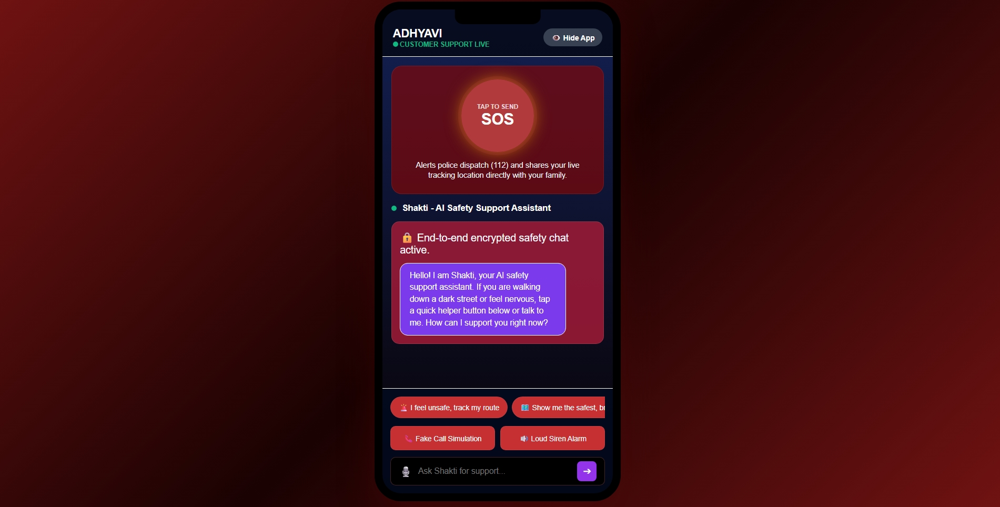 ADHYAVI
CUSTOMER SUPPORT LIVE
Hide App
TAP TO SEND
SOS
Alerts police dispatch (112) and shares your live
tracking location directly with your family.
Shakti - AI Safety Support Assistant
End-to-end encrypted safety chat
active.
Hello! I am Shakti, your AI safety
support assistant. If you are walking
down a dark street or feel nervous, tap
a quick helper button below or talk to
me. How can I support you right now?
I feel unsafe, track my route
Show me the safest,
Fake Call Simulation
Loud Siren Alarm
Ask Shakti for support...